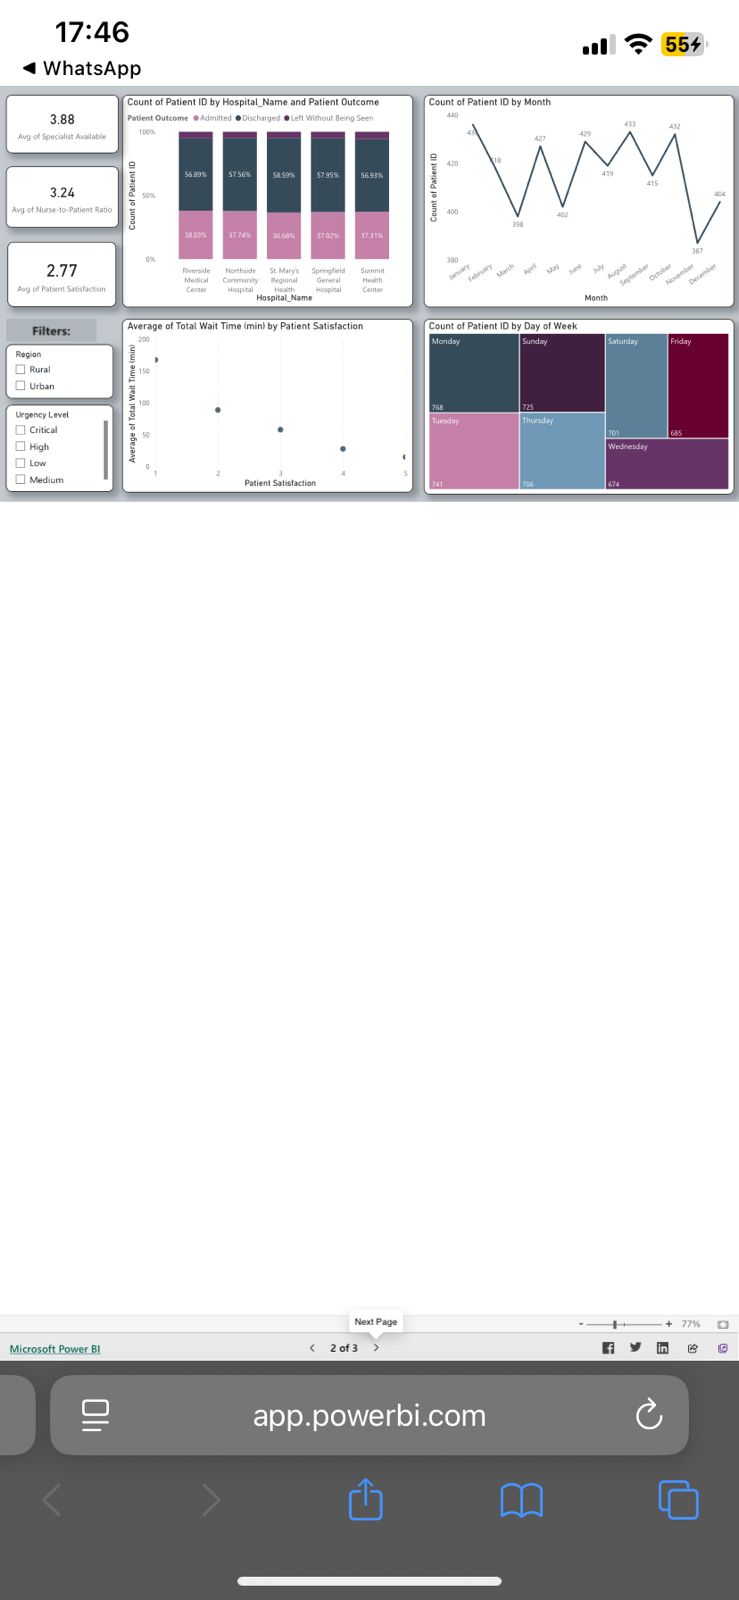 17:46
55
◀ WhatsApp
3.88
Avg of Specialist Available
3.24
Avg of Nurse-to-Patient Ratio
2.77
Avg of Patient Satisfaction
Filters:
Region
Rural
Urban
Urgency Level
Critical
High
Low
Medium
Count of Patient ID by Hospital_Name and Patient Outcome
Patient Outcome Admitted Discharged Left Without Being Seen
Count of Patient ID
100%
50%
0%
56.89% 57.56% 58.59% 57.95% 56.93%
38.03% 37.74% 36.68% 37.02% 37.31%
Riverside Medical Center
Northside Community Hospital
St. Mary's Regional Health
Springfield General Hospital
Summit Health Center
Hospital_Name
Count of Patient ID by Month
Count of Patient ID
440
420
400
380
418
398
427
402
429
419
433
415
432
387
404
January February March April May June July August September October November December
Month
Average of Total Wait Time (min) by Patient Satisfaction
Average of Total Wait Time (min)
200
150
100
50
0
1 2 3 4 5
Patient Satisfaction
Count of Patient ID by Day of Week
Monday
768
Sunday
725
Saturday
701
Friday
685
Tuesday
741
Thursday
706
Wednesday
674
Next Page
- + 77%
Microsoft Power BI
< 2 of 3 >
app.powerbi.com